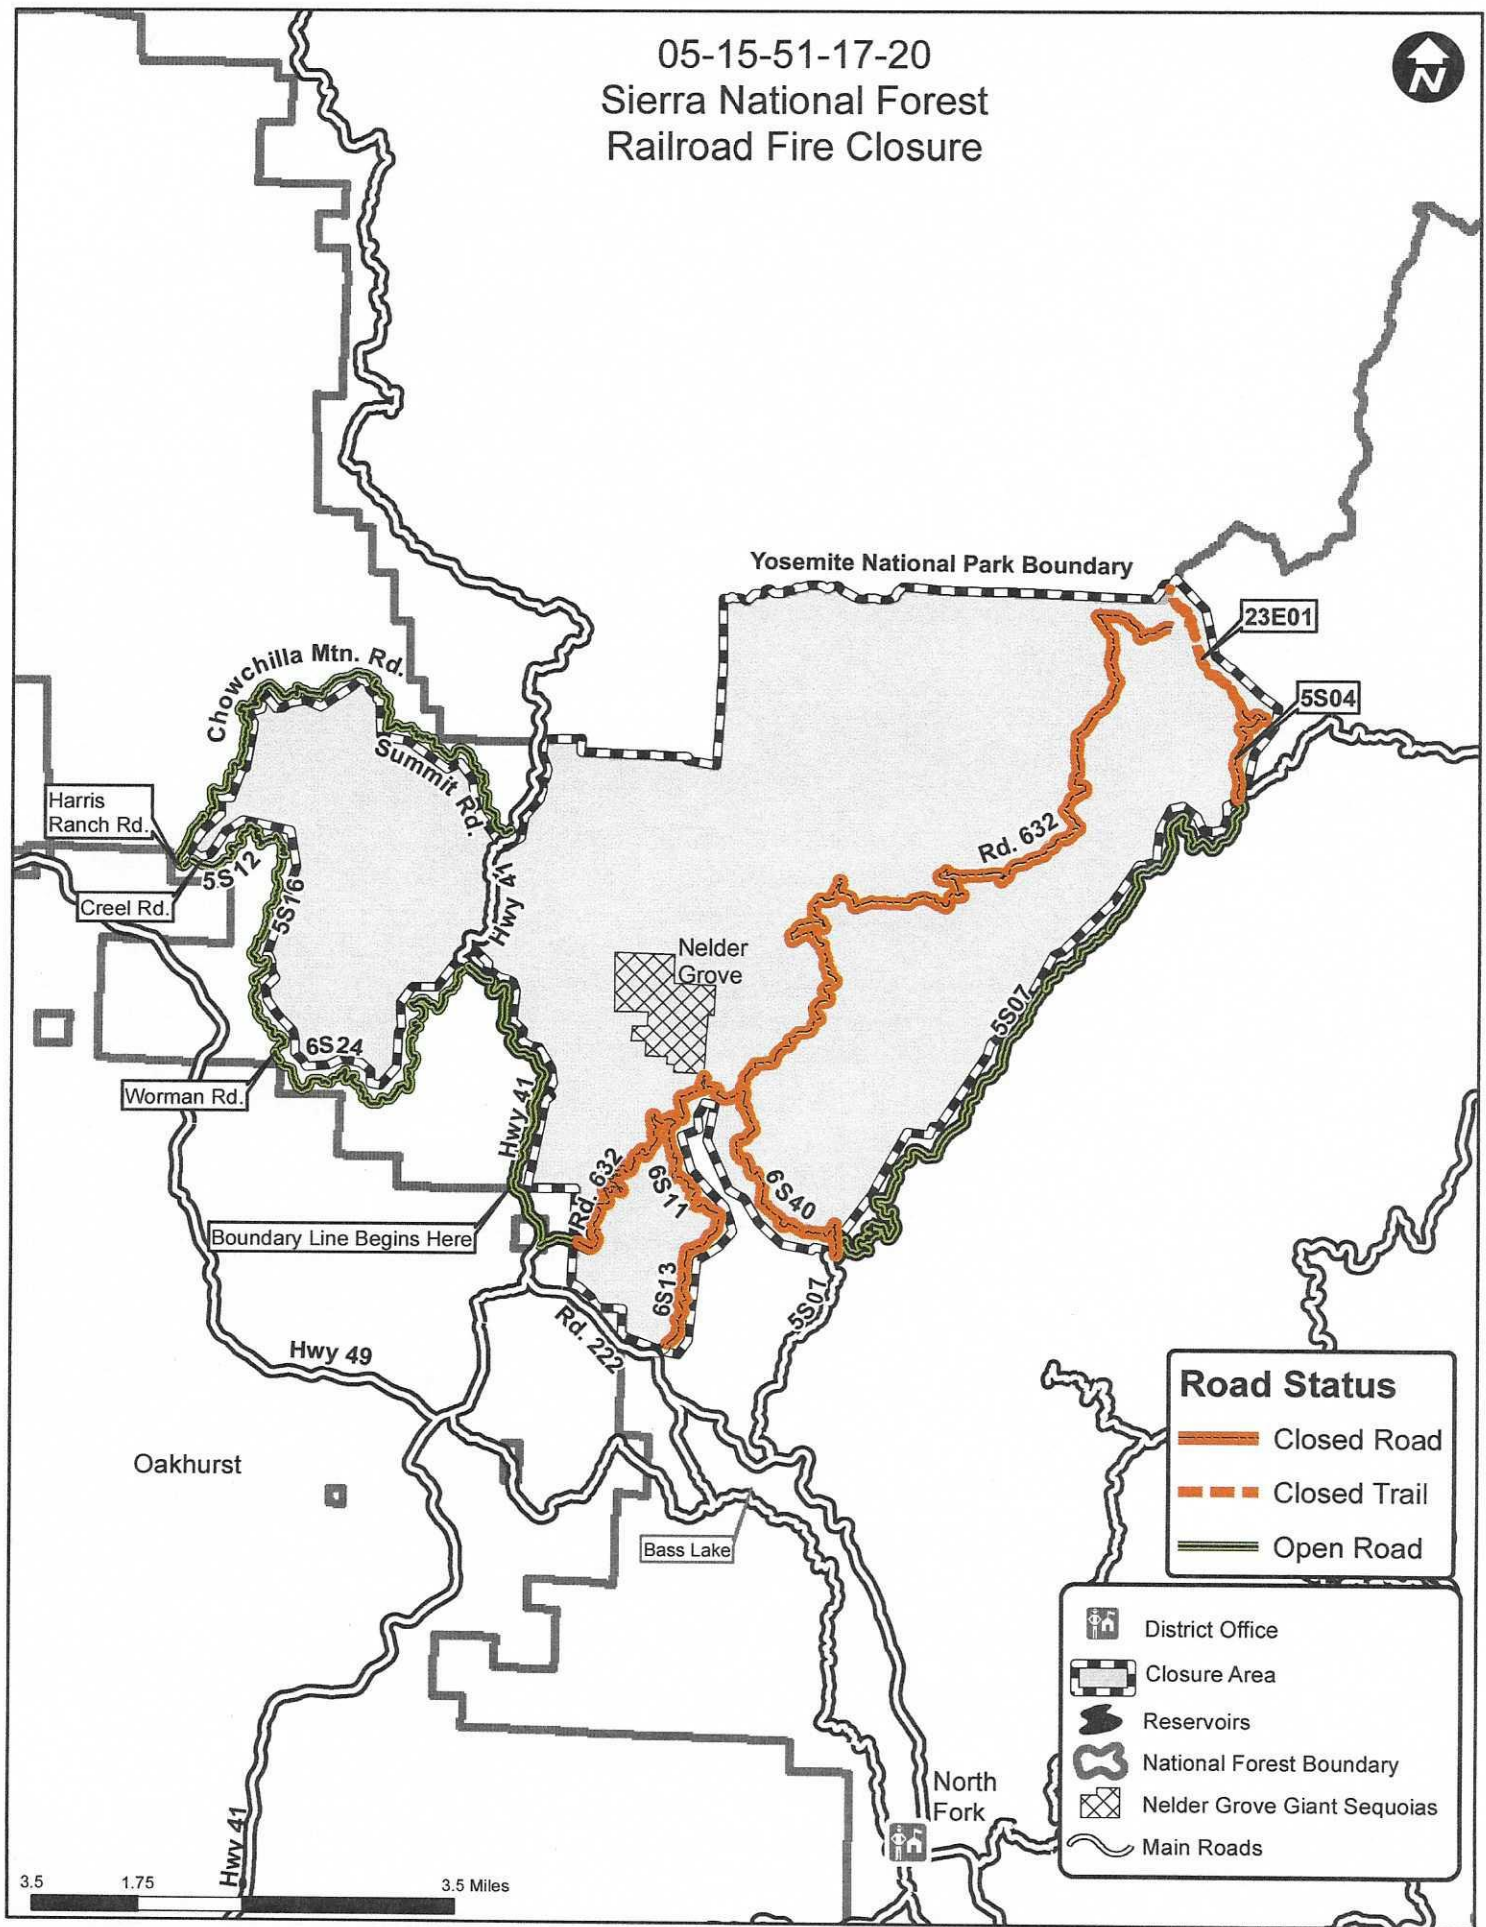 05-15-51-17-20
Sierra National Forest
Railroad Fire Closure
N
Yosemite National Park Boundary
23E01
5S04
Chowchilla Mtn. Rd.
Summit Rd.
Harris
Ranch Rd.
5S12
Creel Rd.
5S16
Hwy 41
Rd. 632
Nelder
Grove
5S07
6S24
Worman Rd.
Hwy 41
Rd. 632
6S11
6S40
Boundary Line Begins Here
6S13
5S07
Rd. 222
Hwy 49
Oakhurst
Bass Lake
North
Fork
Hwy 41
3.5 1.75 3.5 Miles
Road Status
Closed Road
Closed Trail
Open Road
District Office
Closure Area
Reservoirs
National Forest Boundary
Nelder Grove Giant Sequoias
Main Roads